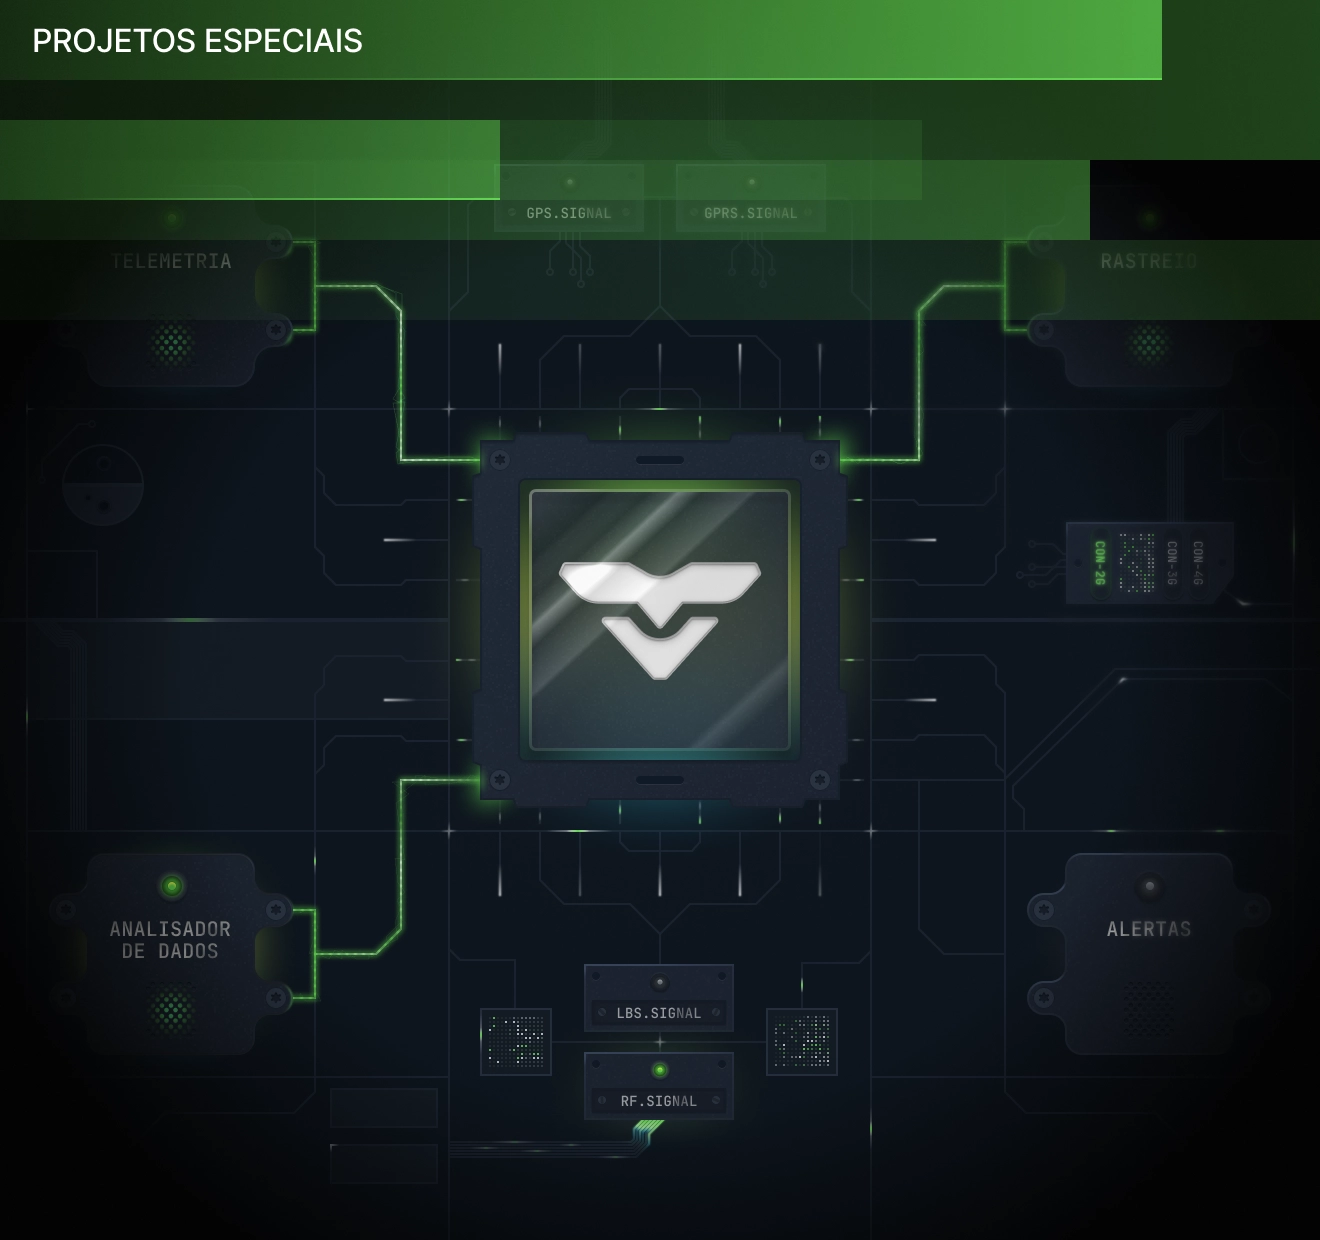 PROJETOS ESPECIAIS
GPS.SIGNAL
GPRS.SIGNAL
TELEMETRIA
RASTREIO
CON-2G
CON-3G
CON-4G
ANALISADOR
DE DADOS
ALERTAS
LBS.SIGNAL
RF.SIGNAL